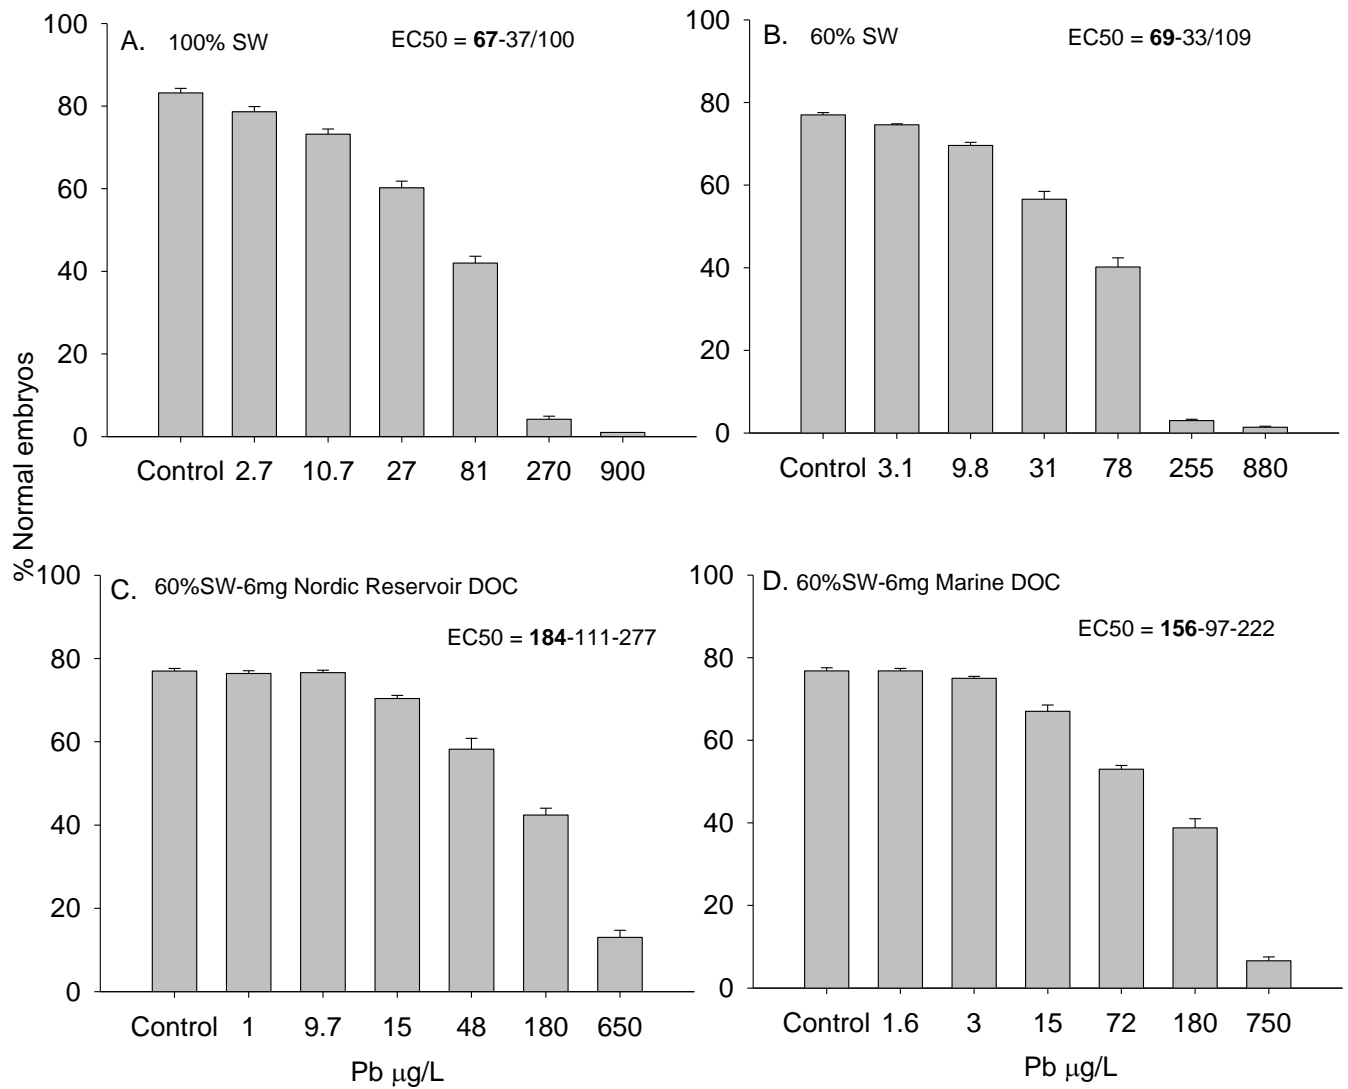 % Normal embryos
A. 100% SW
EC50 = 67-37/100
100
80
60
40
20
0
Control 2.7 10.7 27 81 270 900
B. 60% SW
EC50 = 69-33/109
100
80
60
40
20
0
Control 3.1 9.8 31 78 255 880
C. 60%SW-6mg Nordic Reservoir DOC
EC50 = 184-111-277
100
80
60
40
20
0
Control 1 9.7 15 48 180 650
Pb µg/L
D. 60%SW-6mg Marine DOC
EC50 = 156-97-222
100
80
60
40
20
0
Control 1.6 3 15 72 180 750
Pb µg/L